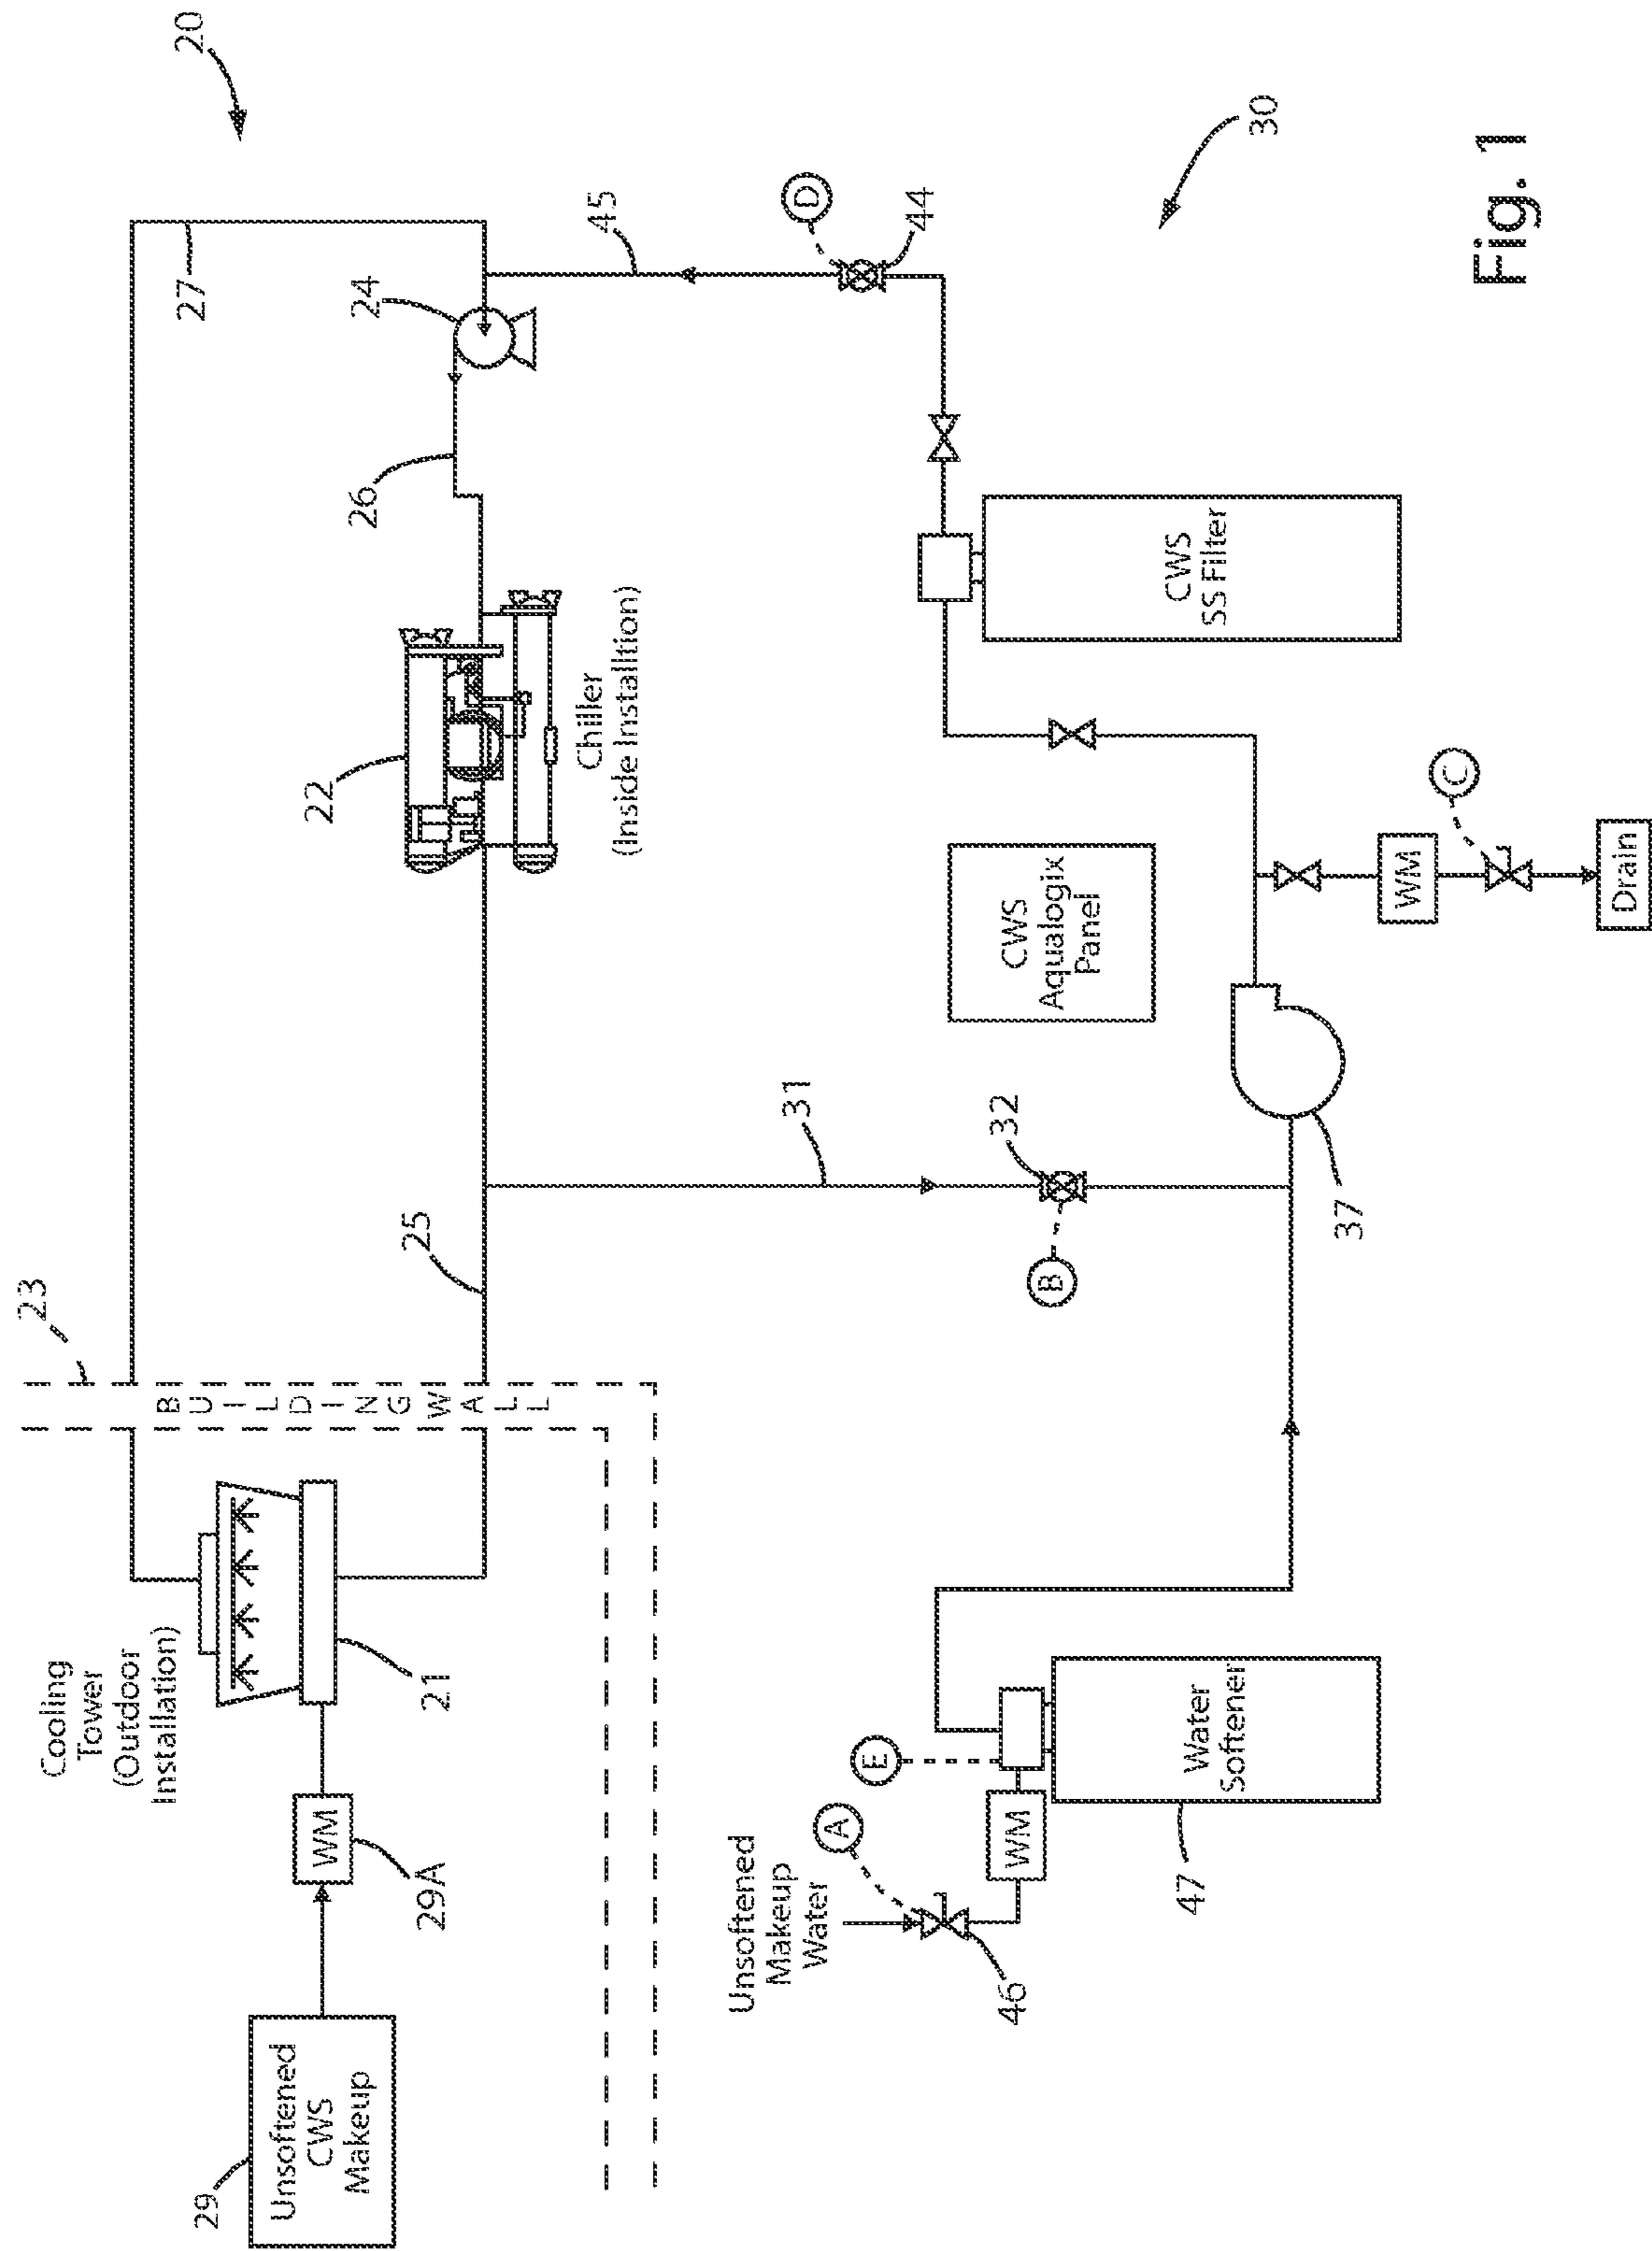 20
27
24
26
22
Chiller
(Inside Installtion)
45
D
44
30
CWS
SS Filter
CWS
Aqualogix
Panel
C
WM
Drain
23
BUILDING WALL
25
31
32
B
37
Cooling
Tower
(Outdoor
Installation)
21
WM
29A
29
Unsoftened
CWS
Makeup
Unsoftened
Makeup
Water
A
E
46
WM
Water
Softener
47
Fig. 1